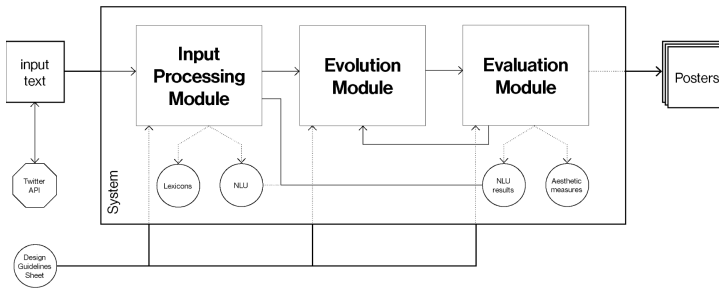 input
text
Input
Processing
Module
Evolution
Module
Evaluation
Module
Posters
Twitter
API
System
Lexicons
NLU
NLU
results
Aesthetic
measures
Design
Guidelines
Sheet